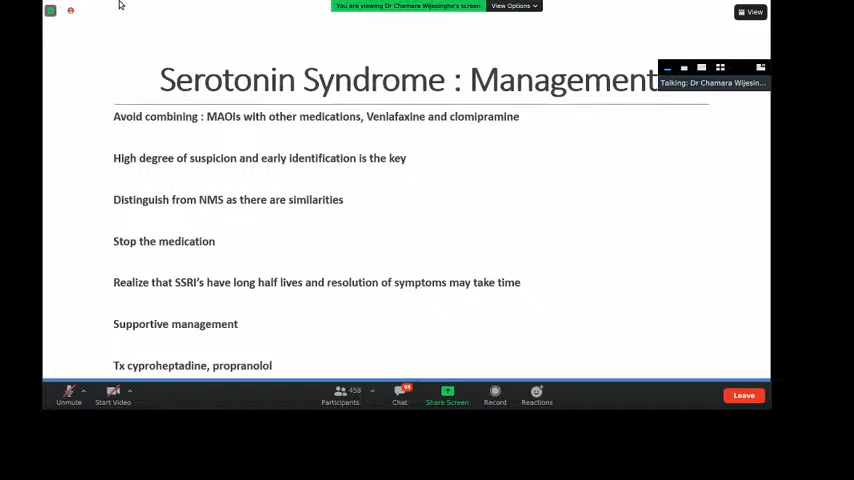 You are viewing Dr Chamara Wijesinghe's screen
View Options
View
Serotonin Syndrome : Management
Talking: Dr Chamara Wijesin...
Avoid combining : MAOIs with other medications, Venlafaxine and clomipramine
High degree of suspicion and early identification is the key
Distinguish from NMS as there are similarities
Stop the medication
Realize that SSRI's have long half lives and resolution of symptoms may take time
Supportive management
Tx cyproheptadine, propranolol
Unmute
Start Video
458
Participants
95
Chat
Share Screen
Record
Reactions
Leave